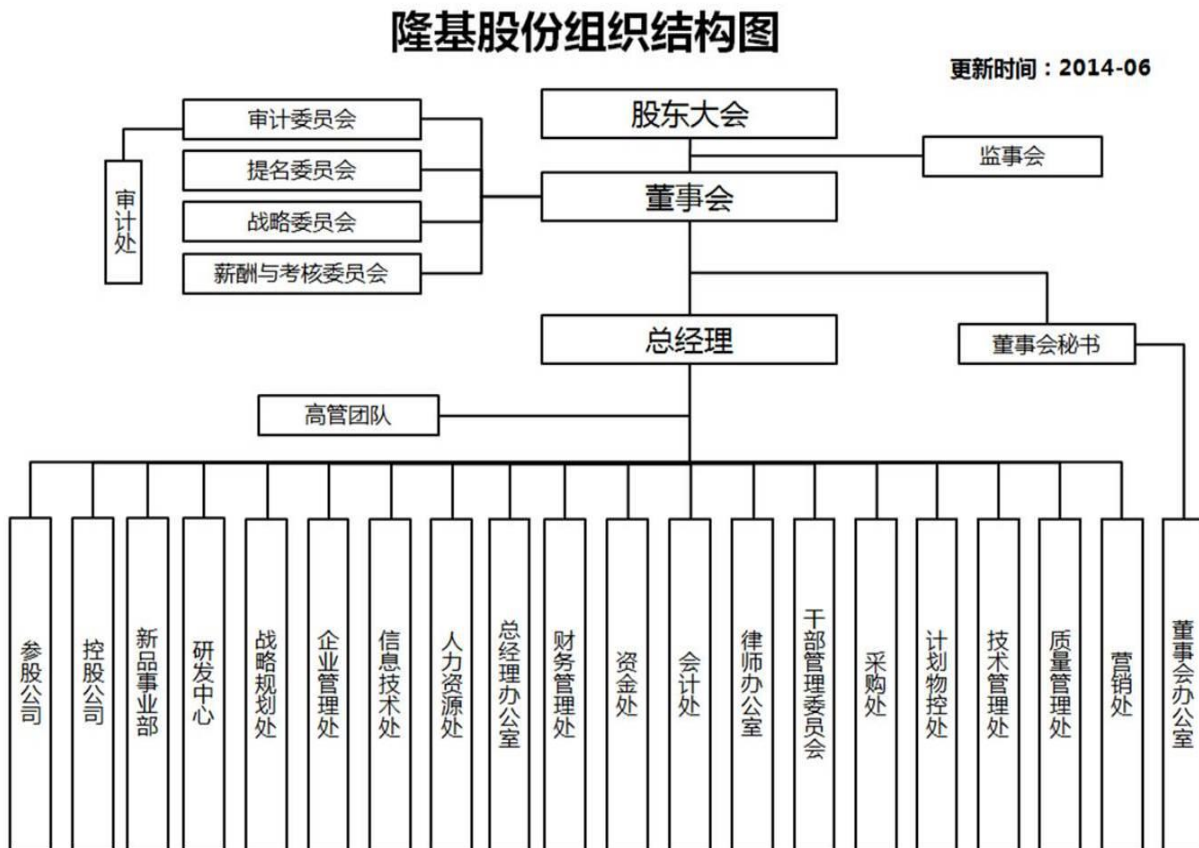 隆基股份组织结构图
更新时间：2014-06
股东大会
审计委员会
监事会
提名委员会
审计处
董事会
战略委员会
薪酬与考核委员会
总经理
董事会秘书
高管团队
参股公司
控股公司
新品事业部
研发中心
战略规划处
企业管理处
信息技术处
人力资源处
总经理办公室
财务管理处
资金处
会计处
律师办公室
干部管理委员会
采购处
计划物控处
技术管理处
质量管理处
营销处
董事会办公室